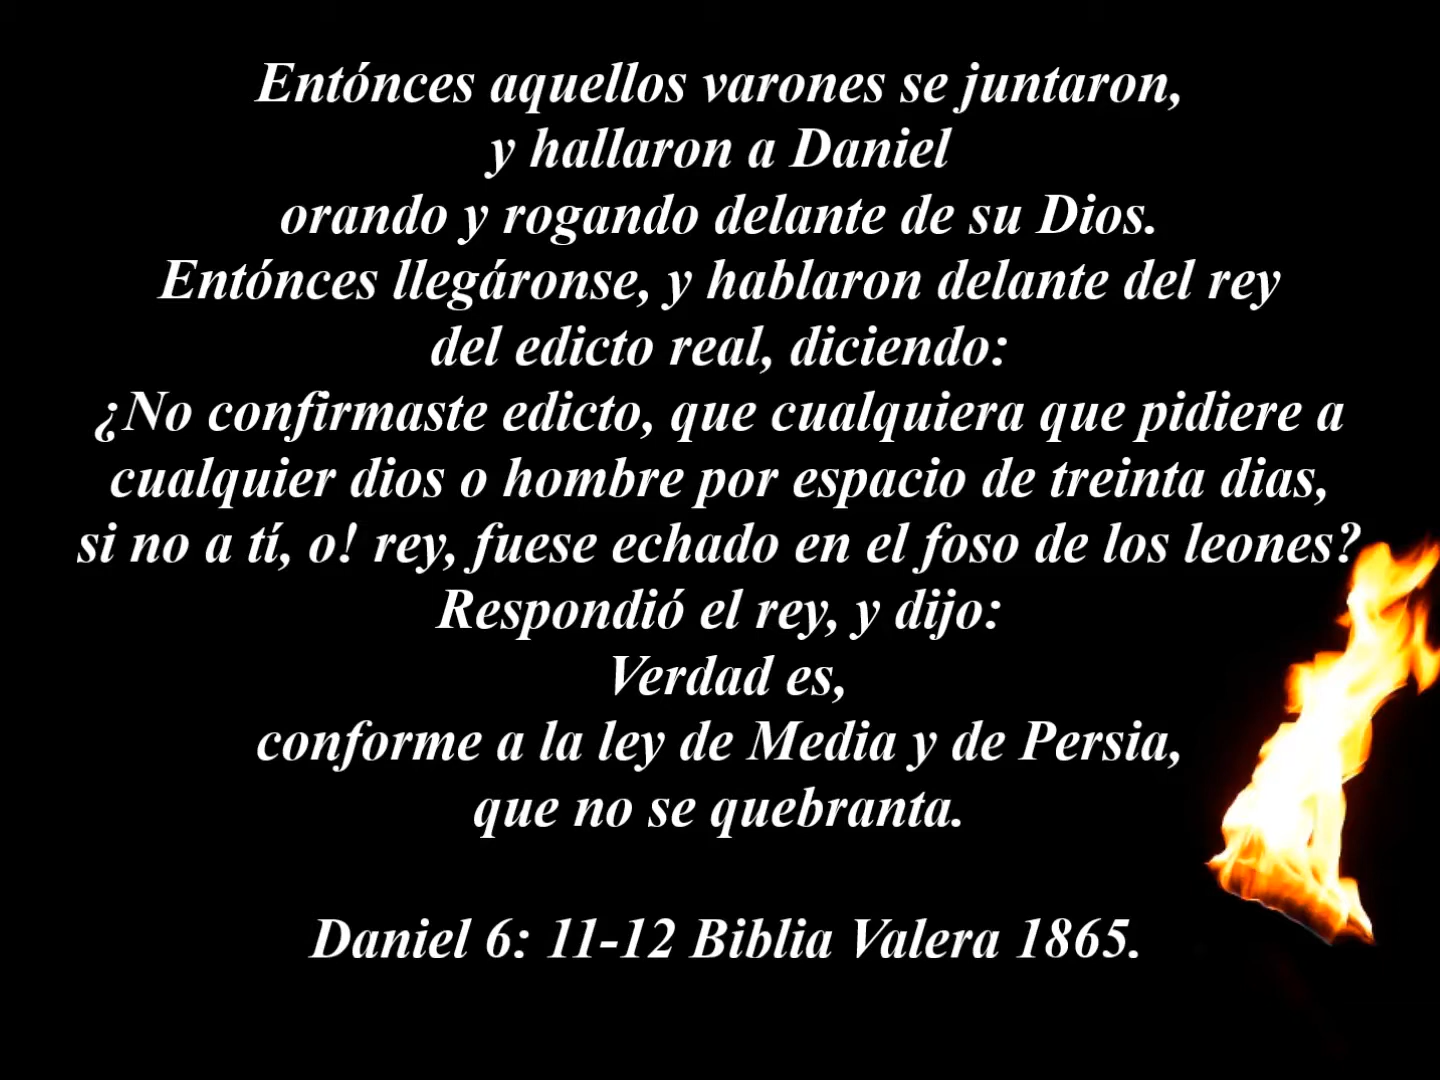 Entónces aquellos varones se juntaron,
y hallaron a Daniel
orando y rogando delante de su Dios.
Entónces llegáronse, y hablaron delante del rey
del edicto real, diciendo:
¿No confirmaste edicto, que cualquiera que pidiere a
cualquier dios o hombre por espacio de treinta dias,
si no a tí, o! rey, fuese echado en el foso de los leones?
Respondió el rey, y dijo:
Verdad es,
conforme a la ley de Media y de Persia,
que no se quebranta.
Daniel 6: 11-12 Biblia Valera 1865.